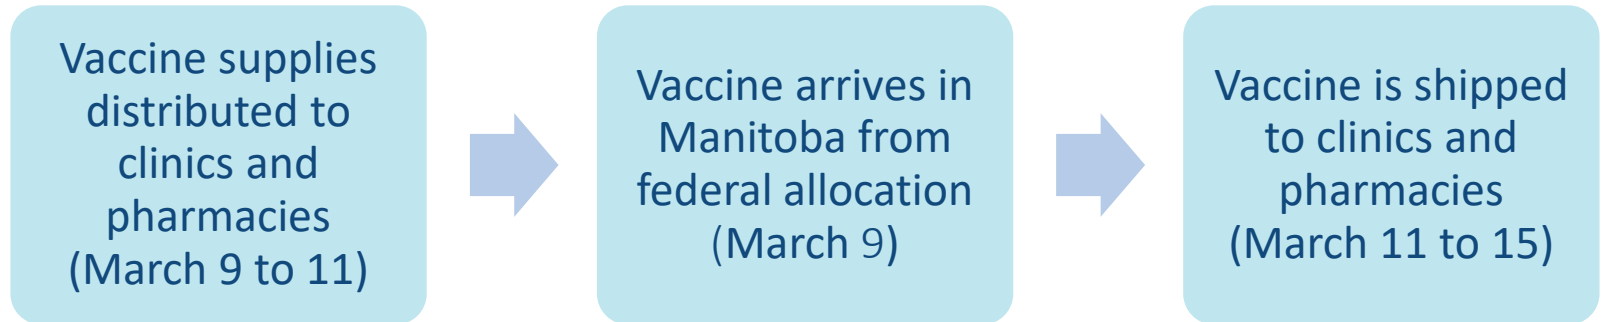 Vaccine supplies
distributed to
clinics and
pharmacies
(March 9 to 11)
Vaccine arrives in
Manitoba from
federal allocation
(March 9)
Vaccine is shipped
to clinics and
pharmacies
(March 11 to 15)